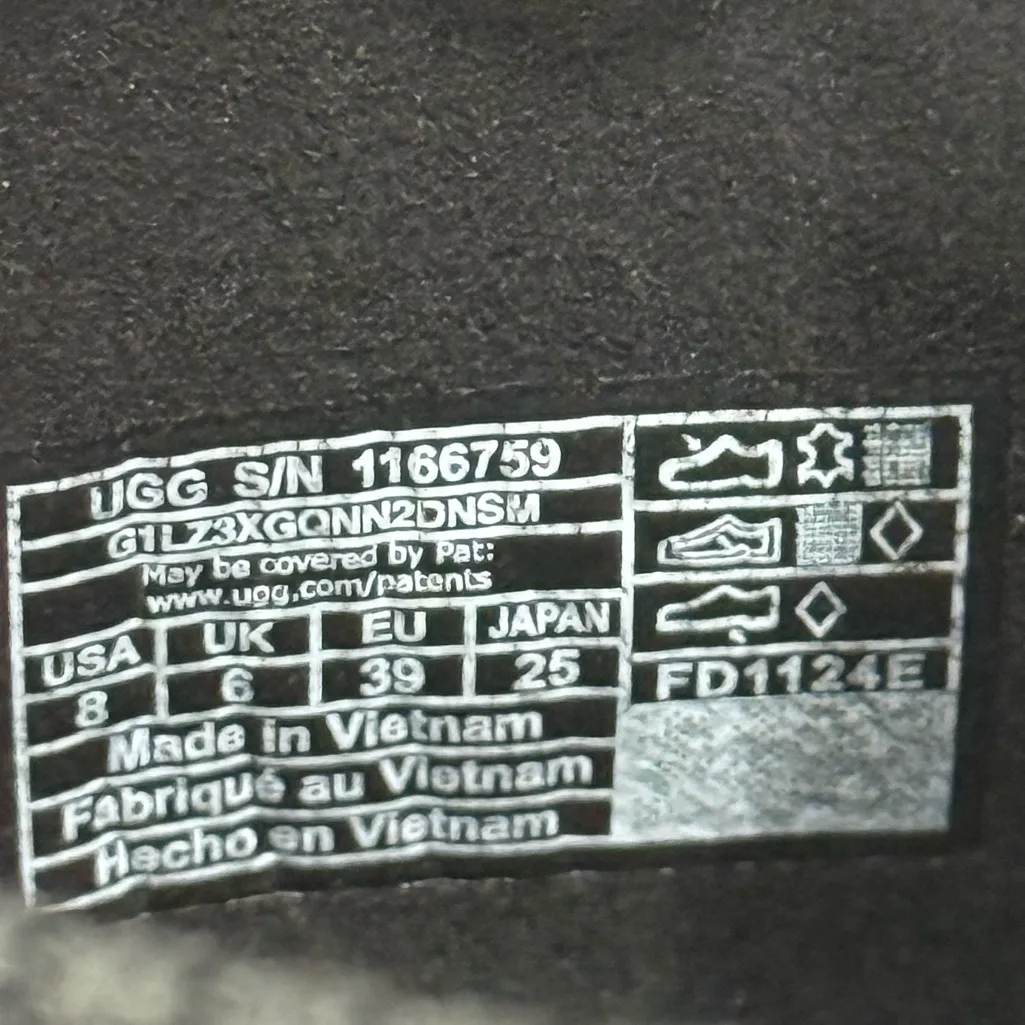 UGG S/N 1166759
G1LZ3XGQNN2DNSM
May be covered by Pat:
www.ugg.com/patents
USA UK EU JAPAN
8 6 39 25
Made in Vietnam
Fabriqué au Vietnam
Hecho en Vietnam
FD1124E